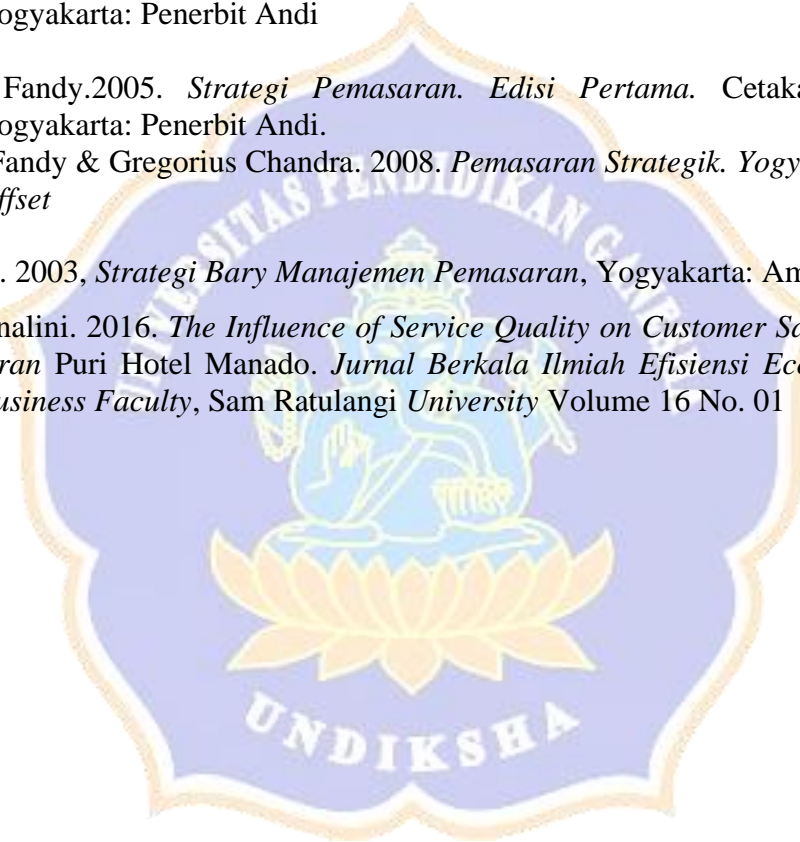 ogyakarta: Penerbit Andi
Fandy.2005. Strategi Pemasaran. Edisi Pertama. Cetaka
ogyakarta: Penerbit Andi.
Fandy & Gregorius Chandra. 2008. Pemasaran Strategik. Yogy
ffset
. 2003, Strategi Bary Manajemen Pemasaran, Yogyakarta: Am
nalini. 2016. The Influence of Service Quality on Customer Sa
ran Puri Hotel Manado. Jurnal Berkala Ilmiah Efisiensi Eco
usiness Faculty, Sam Ratulangi University Volume 16 No. 01
UNIVERSITAS PENDIDIKAN GANESHA
UNDIKSHA